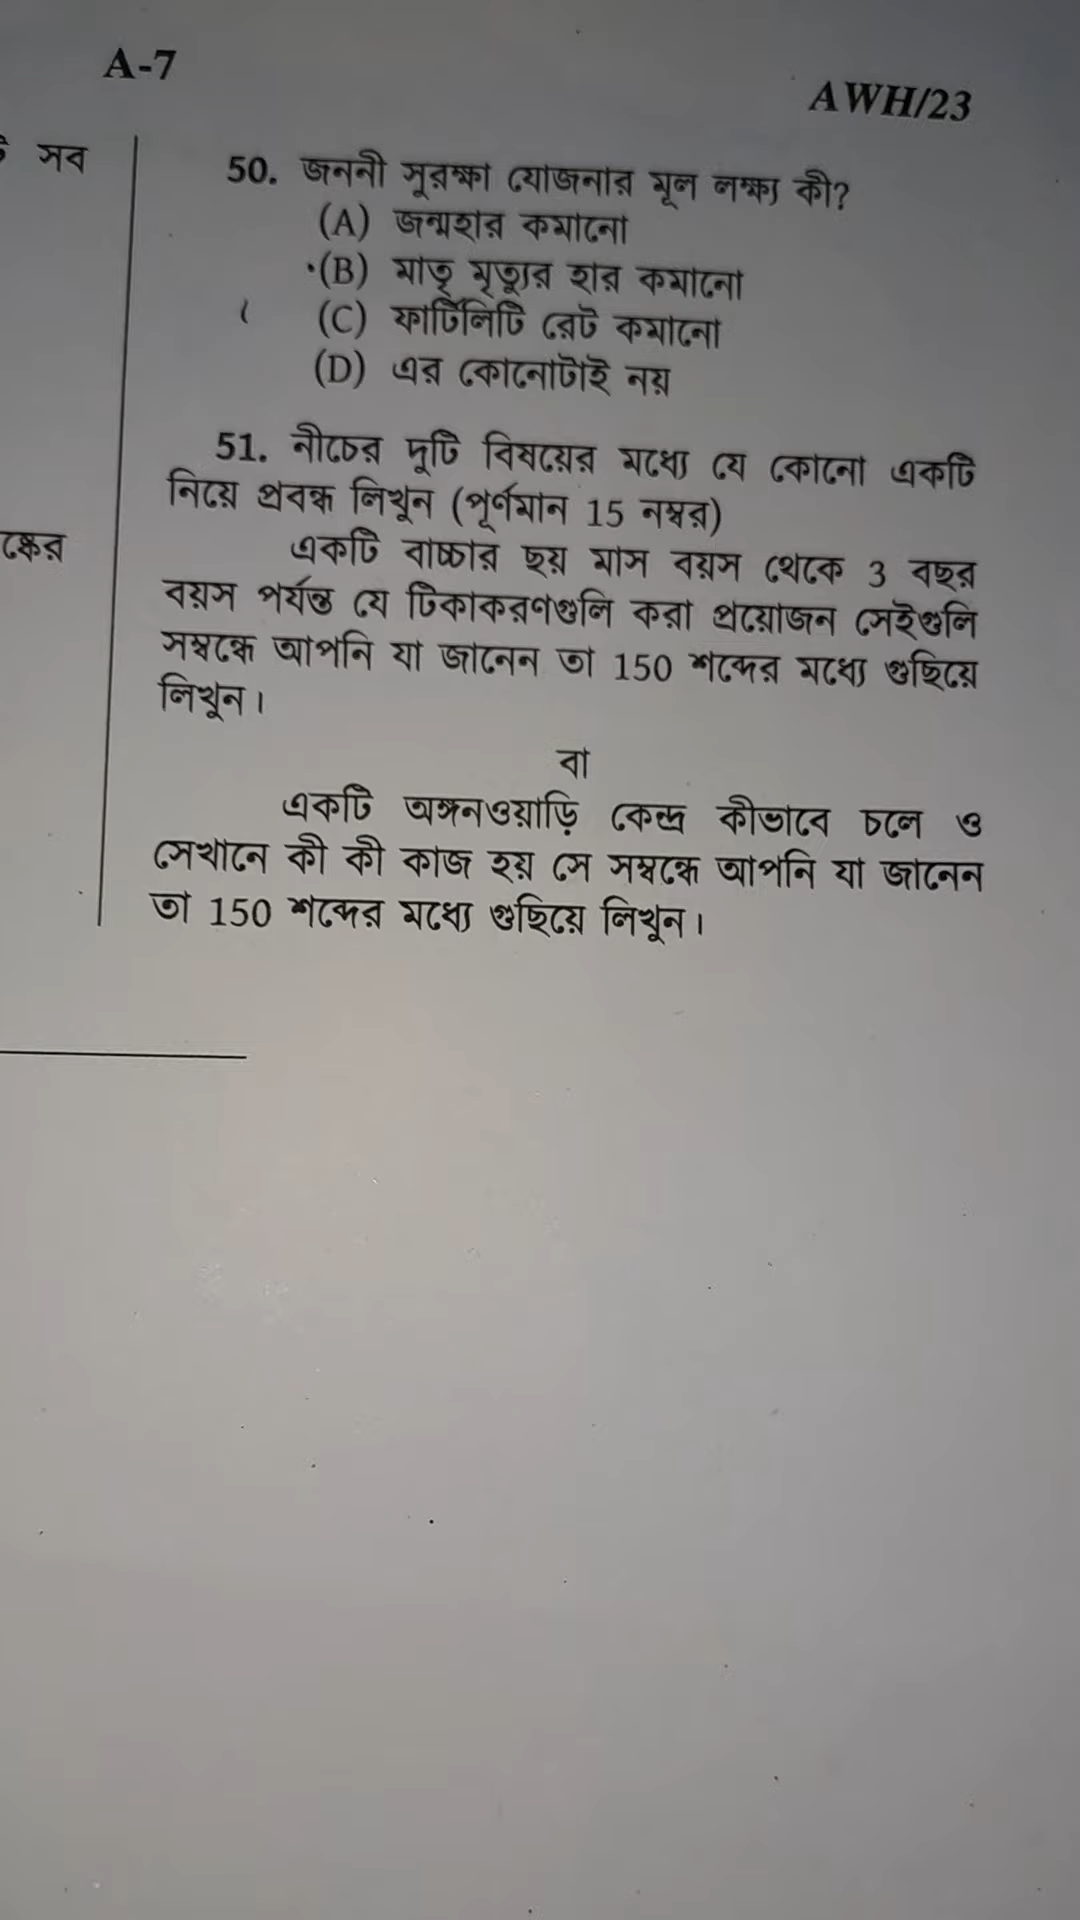 A-7
AWH/23
সব
50. জননী সুরক্ষা যোজনার মূল লক্ষ্য কী?
(A) জন্মহার কমানো
(B) মাতৃ মৃত্যুর হার কমানো
(C) ফার্টিলিটি রেট কমানো
(D) এর কোনোটাই নয়
51. নীচের দুটি বিষয়ের মধ্যে যে কোনো একটি
নিয়ে প্রবন্ধ লিখুন (পূর্ণমান 15 নম্বর)
একটি বাচ্চার ছয় মাস বয়স থেকে 3 বছর
বয়স পর্যন্ত যে টিকাকরণগুলি করা প্রয়োজন সেইগুলি
সম্বন্ধে আপনি যা জানেন তা 150 শব্দের মধ্যে গুছিয়ে
লিখুন।
বা
একটি অঙ্গনওয়াড়ি কেন্দ্র কীভাবে চলে ও
সেখানে কী কী কাজ হয় সে সম্বন্ধে আপনি যা জানেন
তা 150 শব্দের মধ্যে গুছিয়ে লিখুন।